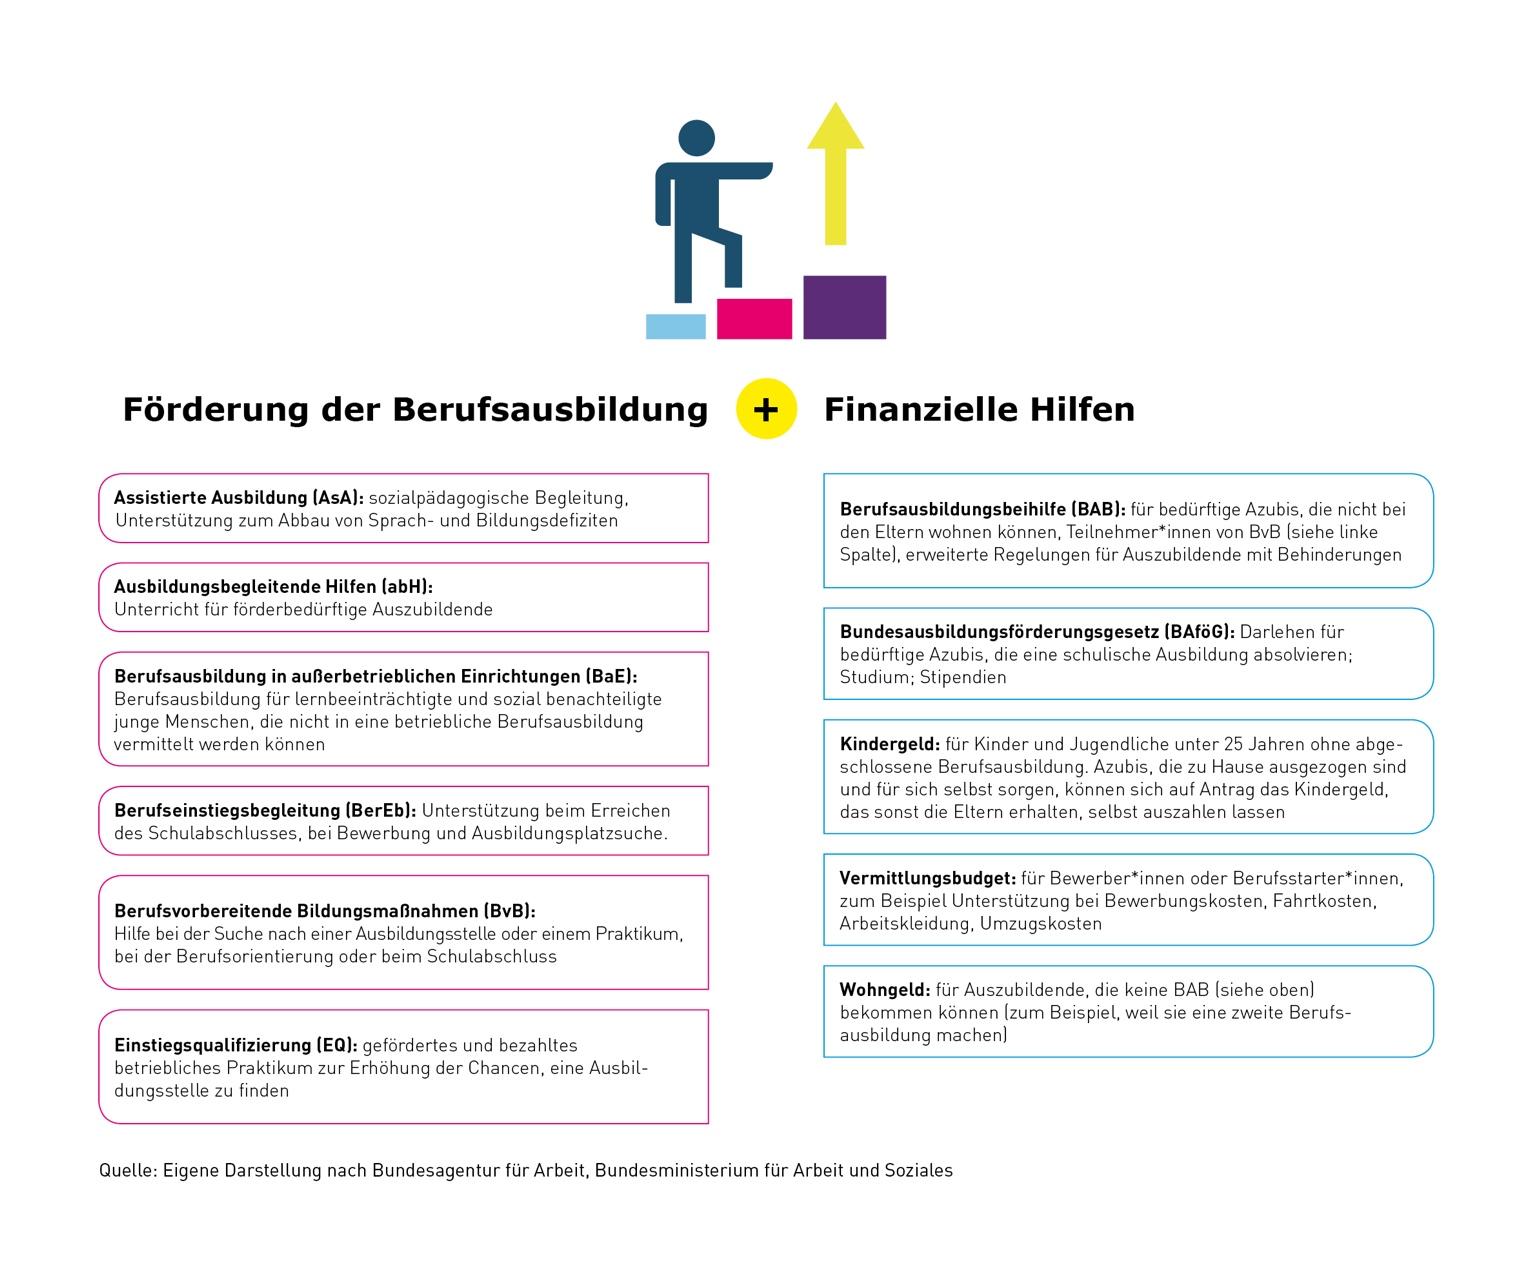 Förderung der Berufsausbildung
+
Finanzielle Hilfen
Assistierte Ausbildung (AsA): sozialpädagogische Begleitung,
Unterstützung zum Abbau von Sprach- und Bildungsdefiziten
Ausbildungsbegleitende Hilfen (abH):
Unterricht für förderbedürftige Auszubildende
Berufsausbildung in außerbetrieblichen Einrichtungen (BaE):
Berufsausbildung für lernbeeinträchtigte und sozial benachteiligte
junge Menschen, die nicht in eine betriebliche Berufsausbildung
vermittelt werden können
Berufseinstiegsbegleitung (BerEb): Unterstützung beim Erreichen
des Schulabschlusses, bei Bewerbung und Ausbildungsplatzsuche.
Berufsvorbereitende Bildungsmaßnahmen (BvB):
Hilfe bei der Suche nach einer Ausbildungsstelle oder einem Praktikum,
bei der Berufsorientierung oder beim Schulabschluss
Einstiegsqualifizierung (EQ): gefördertes und bezahltes
betriebliches Praktikum zur Erhöhung der Chancen, eine Ausbil-
dungsstelle zu finden
Berufsausbildungsbeihilfe (BAB): für bedürftige Azubis, die nicht bei
den Eltern wohnen können, Teilnehmer*innen von BvB (siehe linke
Spalte), erweiterte Regelungen für Auszubildende mit Behinderungen
Bundesausbildungsförderungsgesetz (BAföG): Darlehen für
bedürftige Azubis, die eine schulische Ausbildung absolvieren;
Studium; Stipendien
Kindergeld: für Kinder und Jugendliche unter 25 Jahren ohne abge-
schlossene Berufsausbildung. Azubis, die zu Hause ausgezogen sind
und für sich selbst sorgen, können sich auf Antrag das Kindergeld,
das sonst die Eltern erhalten, selbst auszahlen lassen
Vermittlungsbudget: für Bewerber*innen oder Berufsstarter*innen,
zum Beispiel Unterstützung bei Bewerbungskosten, Fahrtkosten,
Arbeitskleidung, Umzugskosten
Wohngeld: für Auszubildende, die keine BAB (siehe oben)
bekommen können (zum Beispiel, weil sie eine zweite Berufs-
ausbildung machen)
Quelle: Eigene Darstellung nach Bundesagentur für Arbeit, Bundesministerium für Arbeit und Soziales